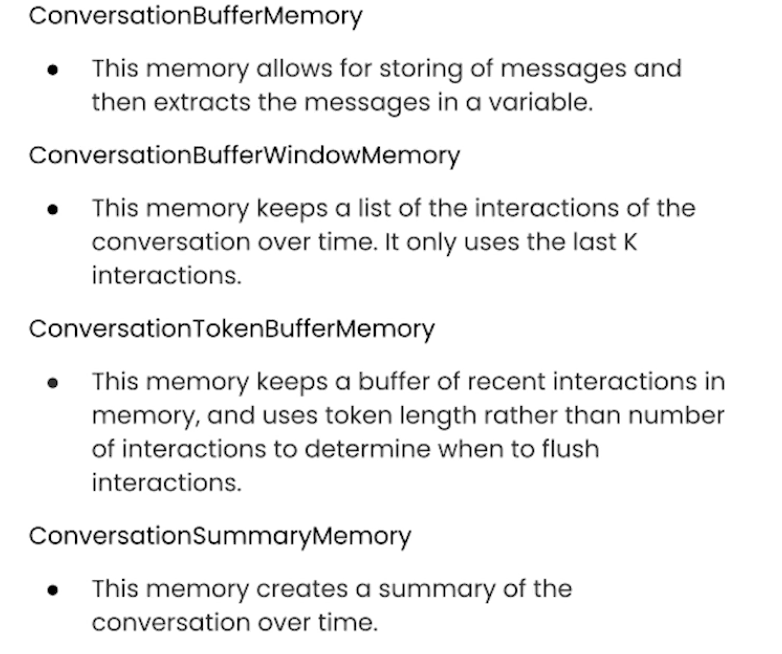 ConversationBufferMemory
• This memory allows for storing of messages and
then extracts the messages in a variable.
ConversationBufferWindowMemory
• This memory keeps a list of the interactions of the
conversation over time. It only uses the last K
interactions.
ConversationTokenBufferMemory
• This memory keeps a buffer of recent interactions in
memory, and uses token length rather than number
of interactions to determine when to flush
interactions.
ConversationSummaryMemory
• This memory creates a summary of the
conversation over time.